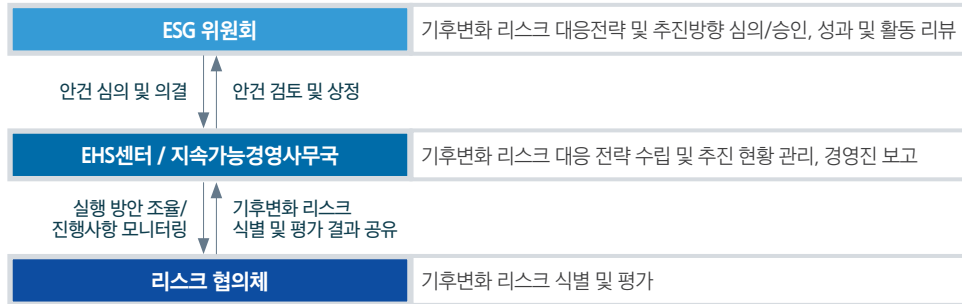 ESG 위원회
기후변화 리스크 대응전략 및 추진방향 심의/승인, 성과 및 활동 리뷰
안건 심의 및 의결
안건 검토 및 상정
EHS센터 / 지속가능경영사무국
기후변화 리스크 대응 전략 수립 및 추진 현황 관리, 경영진 보고
실행 방안 조율/
진행사항 모니터링
기후변화 리스크
식별 및 평가 결과 공유
리스크 협의체
기후변화 리스크 식별 및 평가